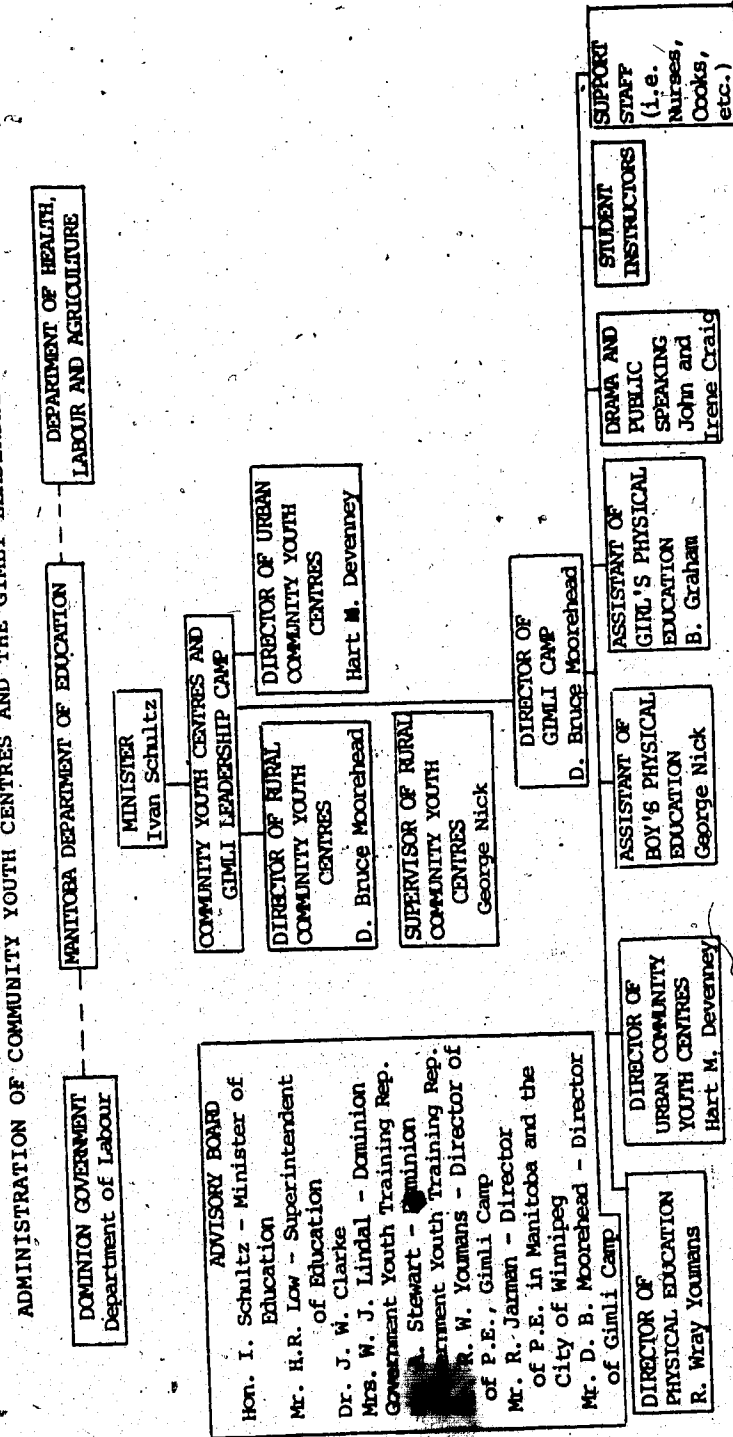 ADMINISTRATION OF COMMUNITY YOUTH CENTRES AND THE GIMLI
DOMINION GOVERNMENT
Department of Labour
MANITOBA DEPARTMENT OF EDUCATION
DEPARTMENT OF HEALTH,
LABOUR AND AGRICULTURE
MINISTER
Ivan Schultz
COMMUNITY YOUTH CENTRES AND
GIMLI LEADERSHIP CAMP
DIRECTOR OF RURAL
COMMUNITY YOUTH
CENTRES
D. Bruce Moorehead
DIRECTOR OF URBAN
COMMUNITY YOUTH
CENTRES
Hart M. Devenney
SUPERVISOR OF RURAL
COMMUNITY YOUTH
CENTRES
George Nick
ADVISORY BOARD
Hon. I. Schultz - Minister of
Education
Mr. H.R. Low - Superintendent
of Education
Dr. J. W. Clarke
Mrs. W. J. Lindal - Dominion
Government Youth Training Rep.
Stewart -
Youth Training Rep.
R. W. Youmans - Director of
of P.E., Gimli Camp
Mr. R. Jarman - Director
of P.E. in Manitoba and the
City of Winnipeg
Mr. D. B. Moorehead - Director
of Gimli Camp
DIRECTOR OF
GIMLI CAMP
D. Bruce Moorehead
DIRECTOR OF
PHYSICAL EDUCATION
R. Wray Youmans
DIRECTOR OF
URBAN COMMUNITY
YOUTH CENTRES
Hart M. Devenney
ASSISTANT OF
BOY'S PHYSICAL
EDUCATION
George Nick
ASSISTANT OF
GIRL'S PHYSICAL
EDUCATION
B. Graham
DRAMA AND
PUBLIC
SPEAKING
John and
Irene Craig
STUDENT
INSTRUCTORS
SUPPORT
STAFF
(i.e.
Nurses,
Cooks,
etc.)